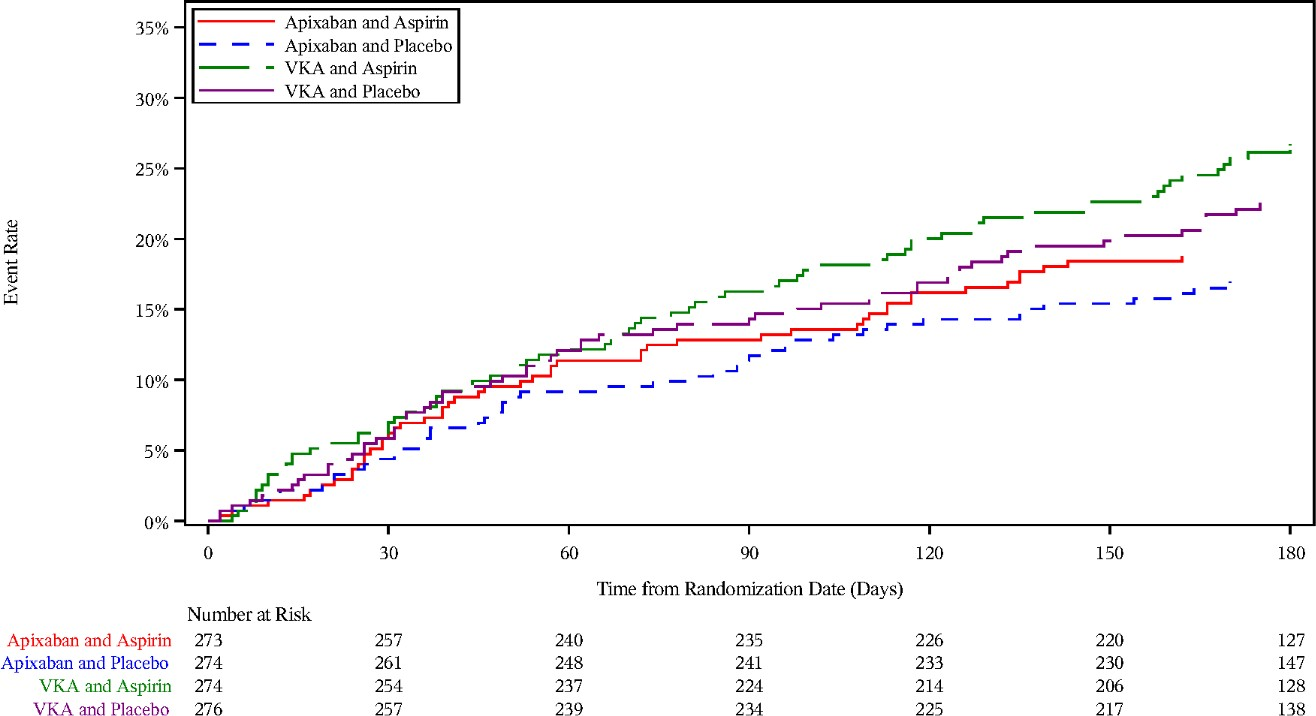 35%
30%
25%
20%
15%
10%
5%
0%
Event Rate
Apixaban and Aspirin
Apixaban and Placebo
VKA and Aspirin
VKA and Placebo
0 30 60 90 120 150 180
Time from Randomization Date (Days)
Number at Risk
Apixaban and Aspirin 273 257 240 235 226 220 127
Apixaban and Placebo 274 261 248 241 233 230 147
VKA and Aspirin 274 254 237 224 214 206 128
VKA and Placebo 276 257 239 234 225 217 138